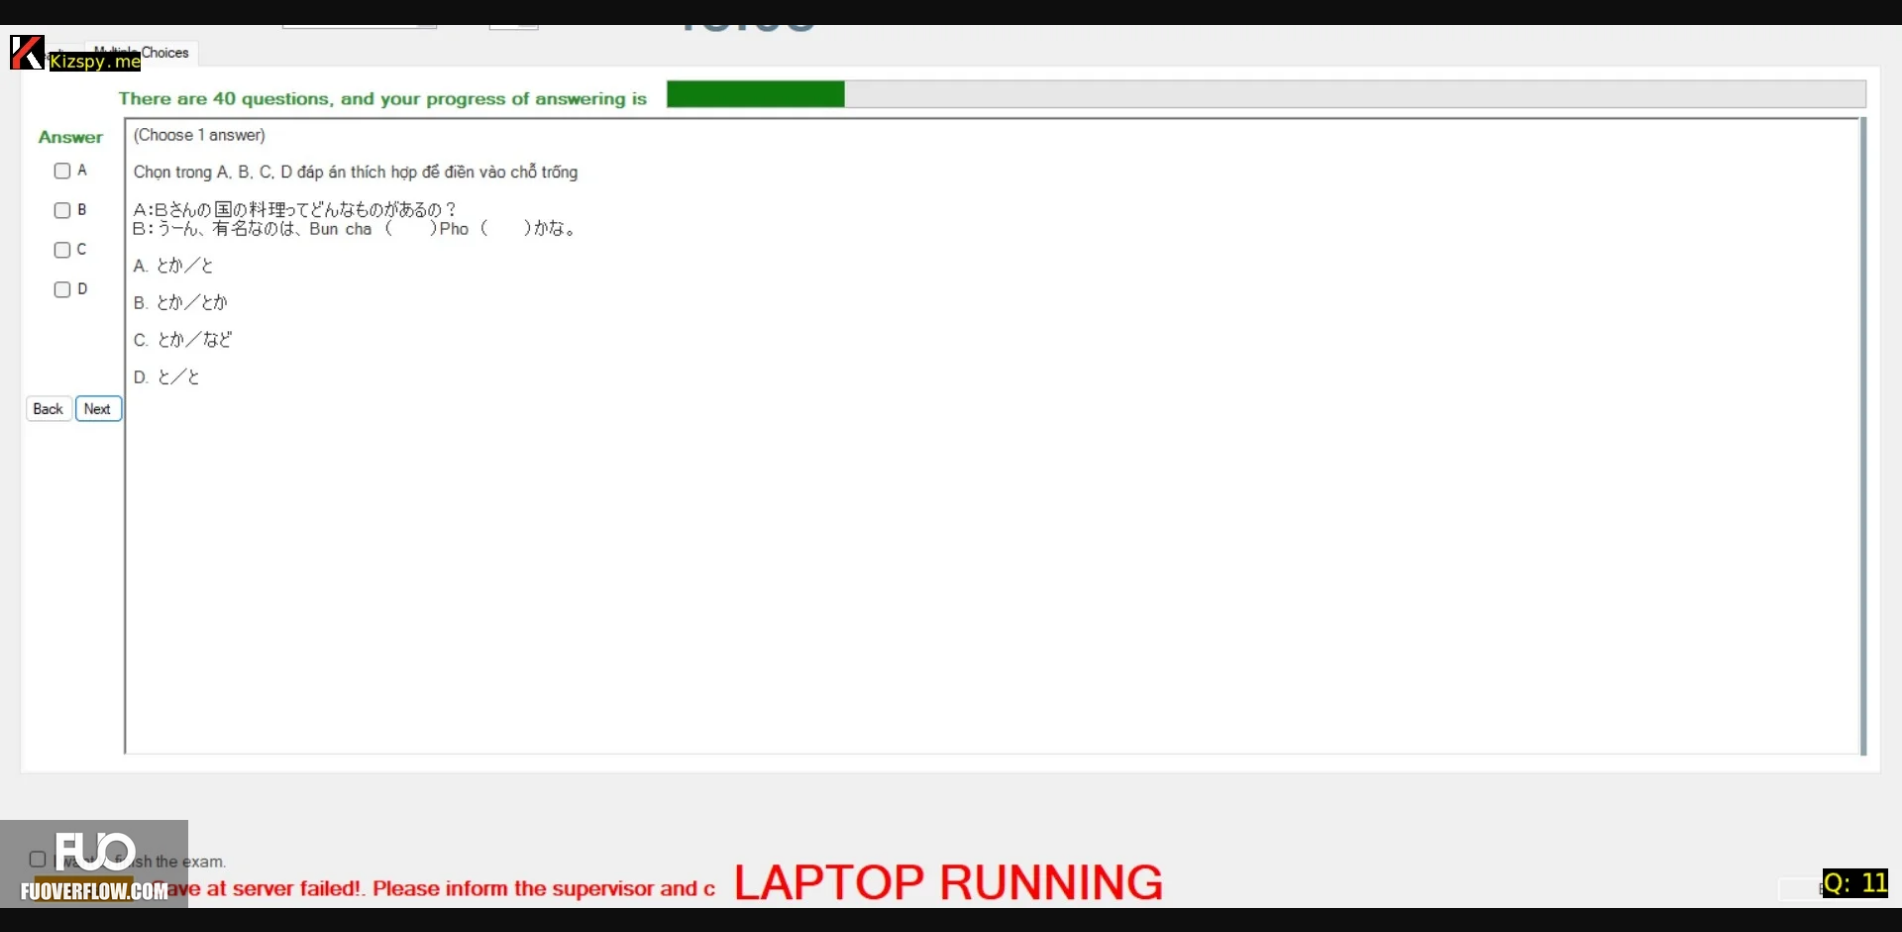 Multiple Choices
Kizspy.me
There are 40 questions, and your progress of answering is
Answer
(Choose 1 answer)
A
Chọn trong A, B, C, D đáp án thích hợp để điền vào chỗ trống
B
A:Bさんの国の料理ってどんなものがあるの？
B：うーん、有名なのは、Bun cha （　　）Pho （　　）かな。
C
A. とか／と
D
B. とか／とか
C. とか／など
D. と／と
Back
Next
FUO
finish the exam.
FUOVERFLOW.COM
Save at server failed!. Please inform the supervisor and c
LAPTOP RUNNING
Q: 11